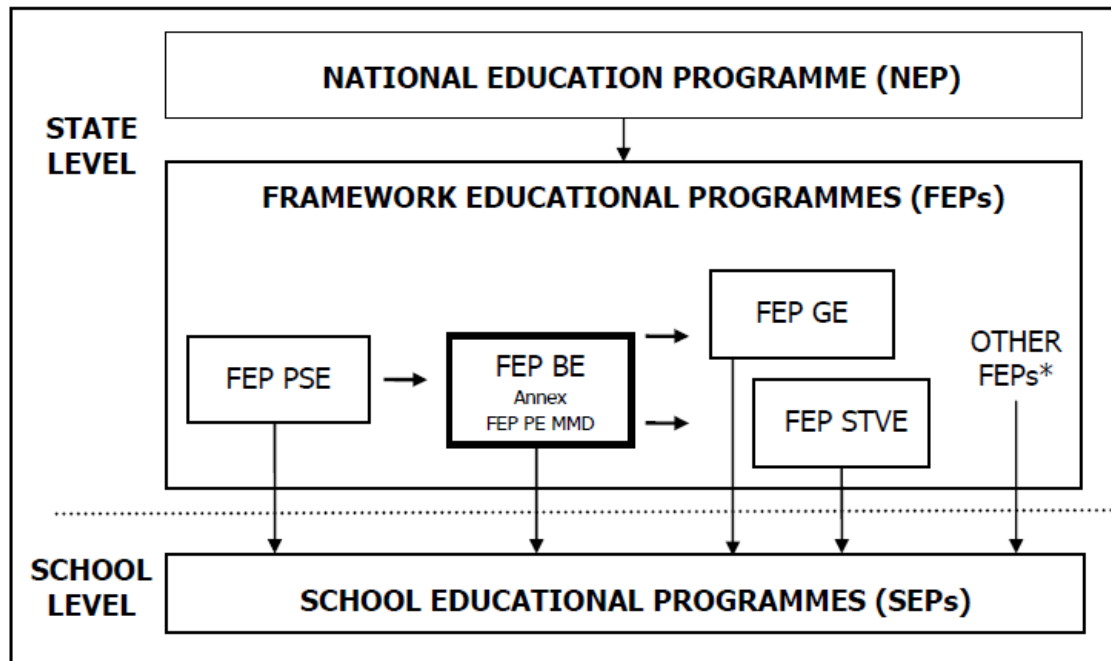 NATIONAL EDUCATION PROGRAMME (NEP)
STATE
LEVEL
FRAMEWORK EDUCATIONAL PROGRAMMES (FEPs)
FEP PSE
FEP BE
Annex
FEP PE MMD
FEP GE
FEP STVE
OTHER
FEPs*
SCHOOL
LEVEL
SCHOOL EDUCATIONAL PROGRAMMES (SEPs)